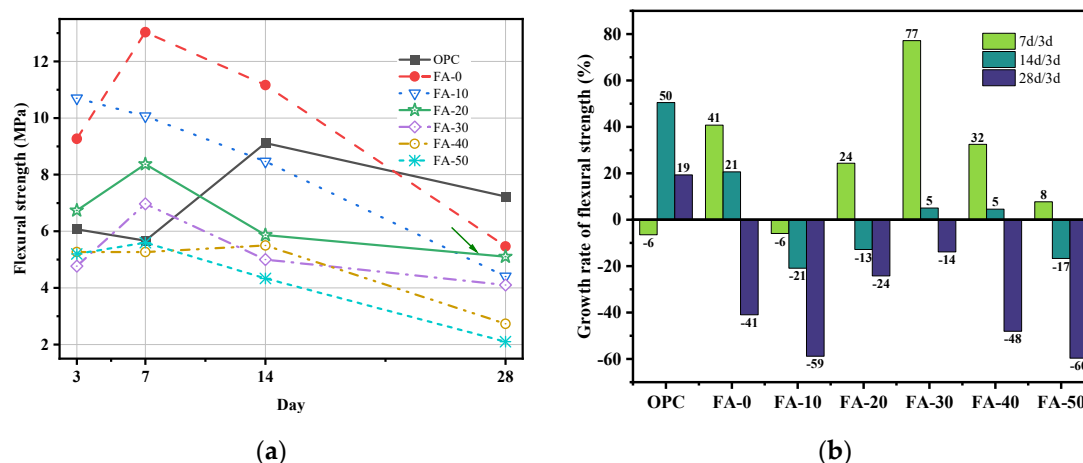 12
10
8
6
4
2
3
7
14
28
Flexural strength (MPa)
Day
OPC
FA-0
FA-10
FA-20
FA-30
FA-40
FA-50
(a)
80
60
40
20
0
-20
-40
-60
Growth rate of flexural strength (%)
7d/3d
14d/3d
28d/3d
-6
50
19
41
21
-41
-6
-21
-59
24
-13
-24
77
5
-14
32
5
-48
8
-17
OPC
FA-0
FA-10
FA-20
FA-30
FA-40
FA-50
(b)